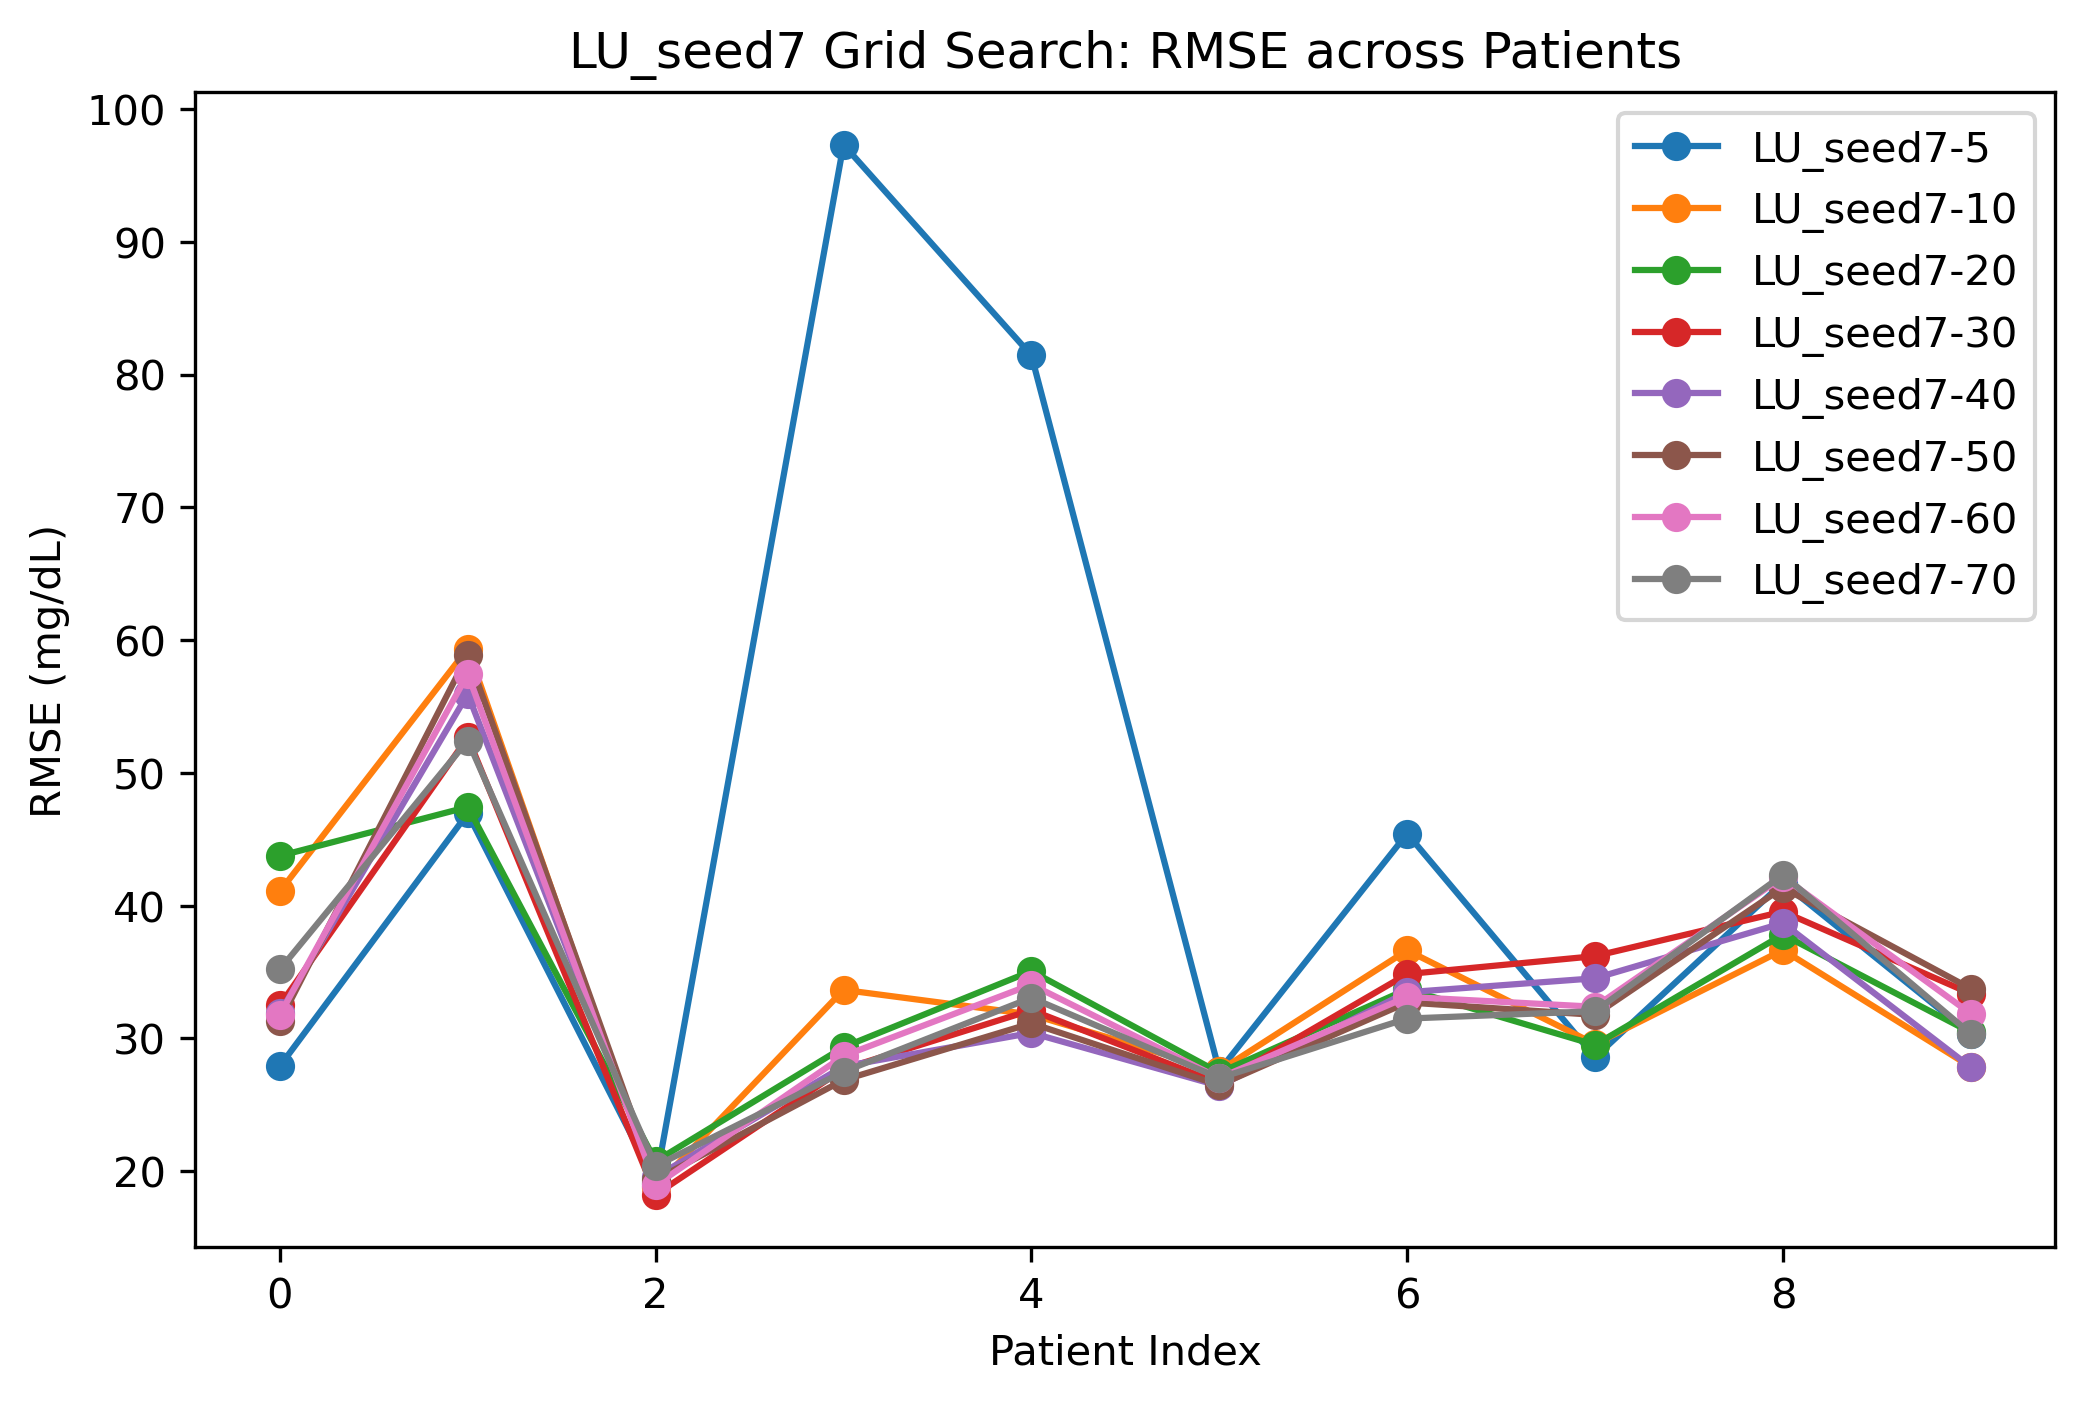 LU_seed7 Grid Search: RMSE across Patients
100
90
80
70
60
50
40
30
20
RMSE (mg/dL)
0
2
4
6
8
Patient Index
LU_seed7-5
LU_seed7-10
LU_seed7-20
LU_seed7-30
LU_seed7-40
LU_seed7-50
LU_seed7-60
LU_seed7-70